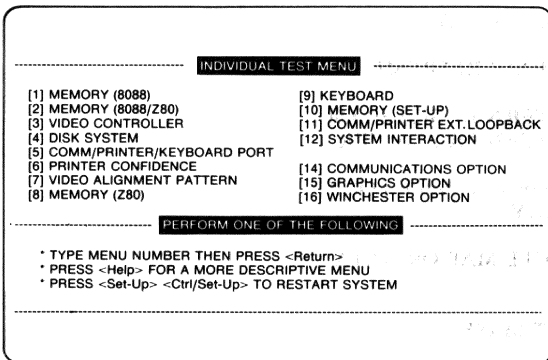 INDIVIDUAL TEST MENU
[1] MEMORY (8088)
[2] MEMORY (8088/Z80)
[3] VIDEO CONTROLLER
[4] DISK SYSTEM
[5] COMM/PRINTER/KEYBOARD PORT
[6] PRINTER CONFIDENCE
[7] VIDEO ALIGNMENT PATTERN
[8] MEMORY (Z80)
[9] KEYBOARD
[10] MEMORY (SET-UP)
[11] COMM/PRINTER EXT.LOOPBACK
[12] SYSTEM INTERACTION
[14] COMMUNICATIONS OPTION
[15] GRAPHICS OPTION
[16] WINCHESTER OPTION
PERFORM ONE OF THE FOLLOWING
* TYPE MENU NUMBER THEN PRESS <Return>
* PRESS <Help> FOR A MORE DESCRIPTIVE MENU
* PRESS <Set-Up> <Ctrl/Set-Up> TO RESTART SYSTEM